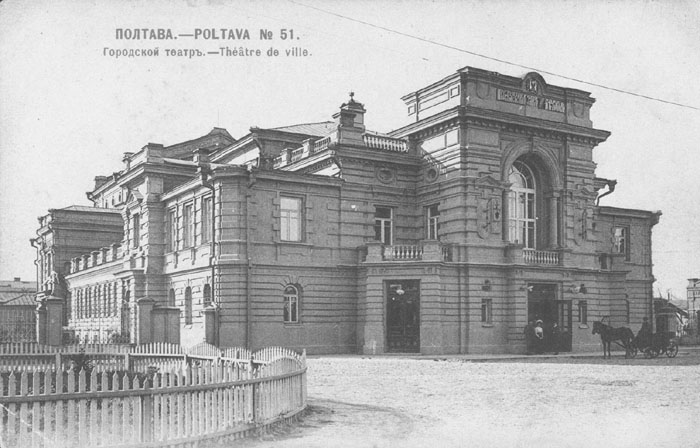 ПОЛТАВА.—POLTAVA № 51.
Городской театръ.—Théâtre de ville.